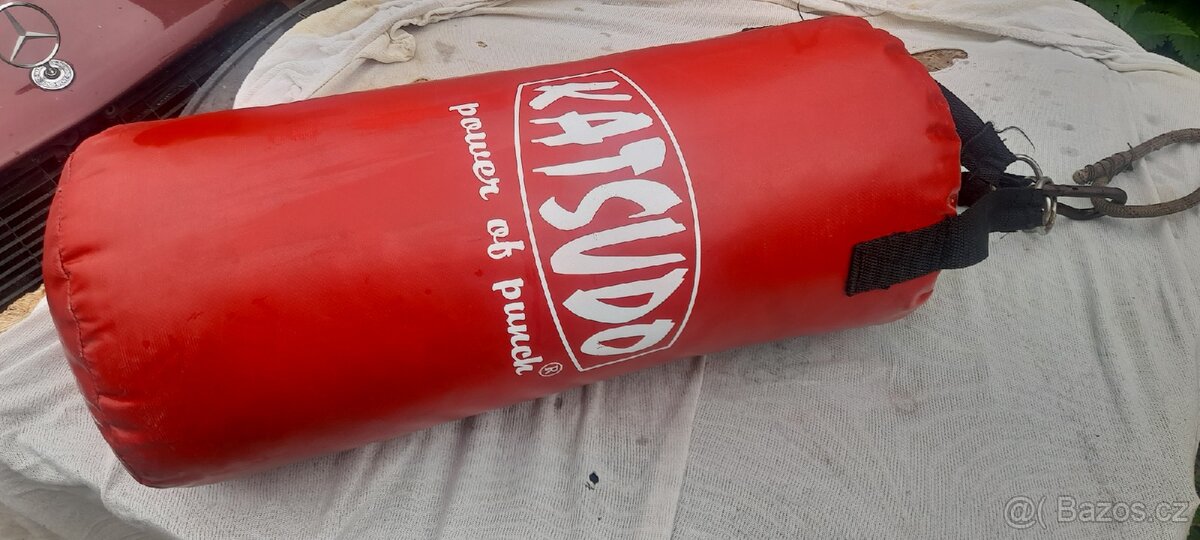 KATSUDO
power of punch®
@( Bazos.cz